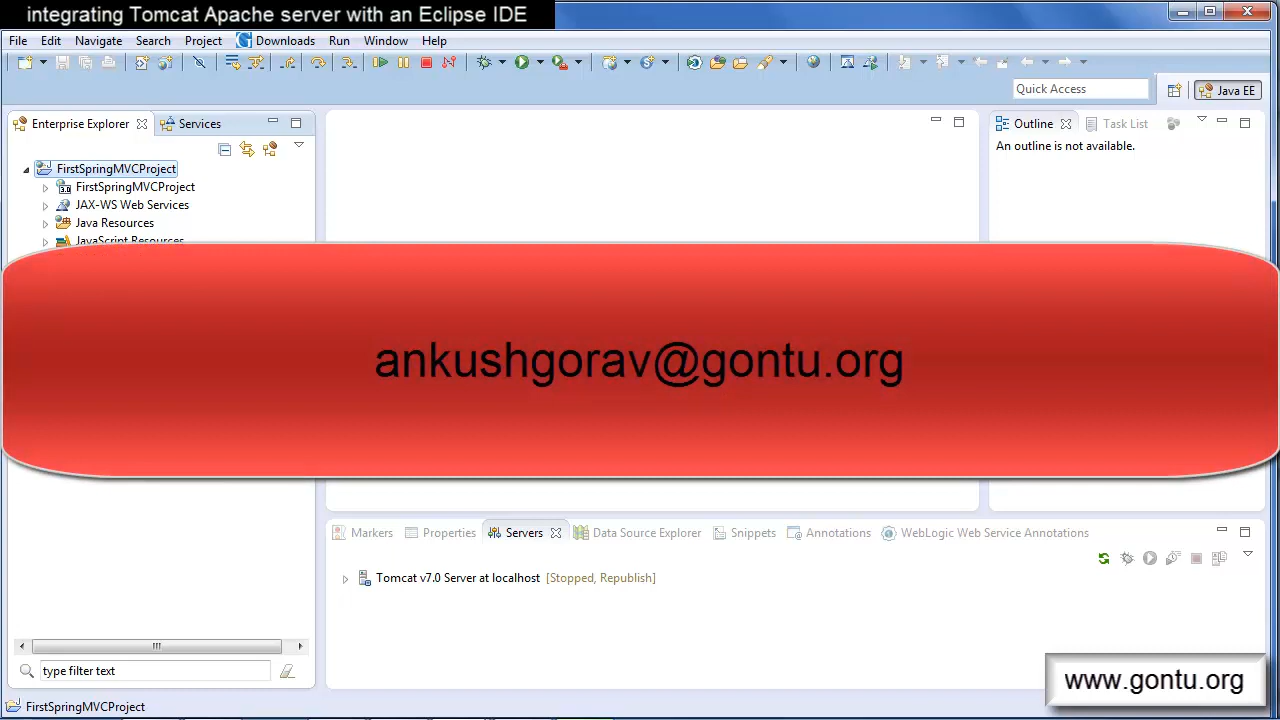 integrating Tomcat Apache server with an Eclipse IDE
File Edit Navigate Search Project Downloads Run Window Help
Quick Access
Java EE
Enterprise Explorer Services
Outline Task List
An outline is not available.
FirstSpringMVCProject
FirstSpringMVCProject
JAX-WS Web Services
Java Resources
JavaScript Resources
ankushgorav@gontu.org
Markers Properties Servers Data Source Explorer Snippets Annotations WebLogic Web Service Annotations
Tomcat v7.0 Server at localhost [Stopped, Republish]
type filter text
www.gontu.org
FirstSpringMVCProject